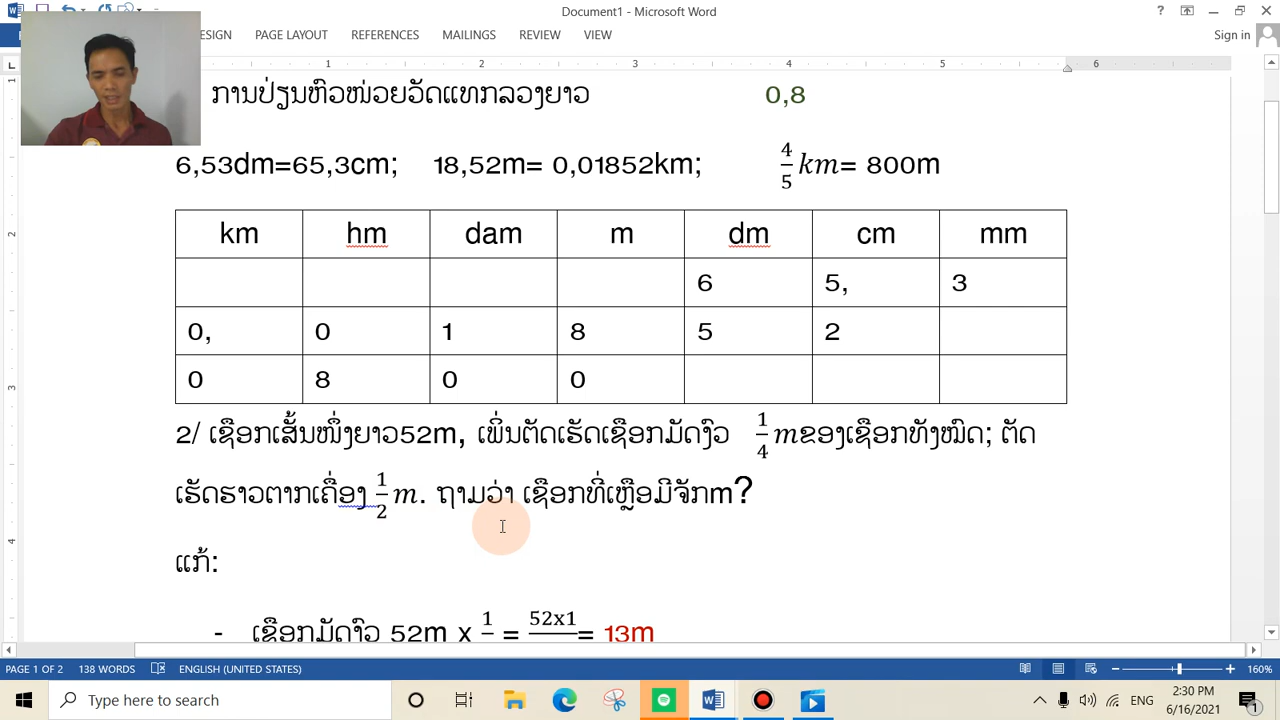 Document1 - Microsoft Word
? Sign in
ESIGN PAGE LAYOUT REFERENCES MAILINGS REVIEW VIEW
1 2 3 4 5 6
ການປ່ຽນຫົວໜ່ວຍວັດແທກລວງຍາວ 0,8
6,53dm=65,3cm; 18,52m= 0,01852km; 4/5 km= 800m
km hm dam m dm cm mm
6 5, 3
0, 0 1 8 5 2
0 8 0 0
2/ ເຊືອກເສັ້ນໜຶ່ງຍາວ52m, ເພິ່ນຕັດເຮັດເຊືອກມັດງົວ 1/4 mຂອງເຊືອກທັງໝົດ; ຕັດ
ເຮັດຮາວຕາກເຄື່ອງ 1/2 m. ຖາມວ່າ ເຊືອກທີ່ເຫຼືອມີຈັກm?
ແກ້:
- ເຊືອກມັດງົວ 52m x 1 = 52x1 = 13m
PAGE 1 OF 2 138 WORDS ENGLISH (UNITED STATES) 160%
Type here to search ENG 2:30 PM
6/16/2021